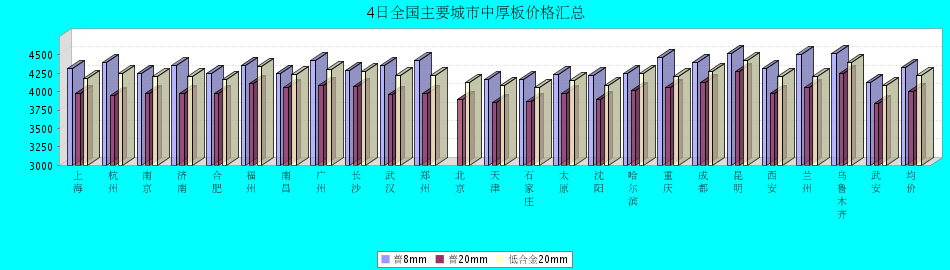 4日全国主要城市中厚板价格汇总
4500
4250
4000
3750
3500
3250
3000
上海
杭州
南京
济南
合肥
福州
南昌
广州
长沙
武汉
郑州
北京
天津
石家庄
太原
沈阳
哈尔滨
重庆
成都
昆明
西安
兰州
乌鲁木齐
武安
均价
普8mm 普20mm 低合金20mm